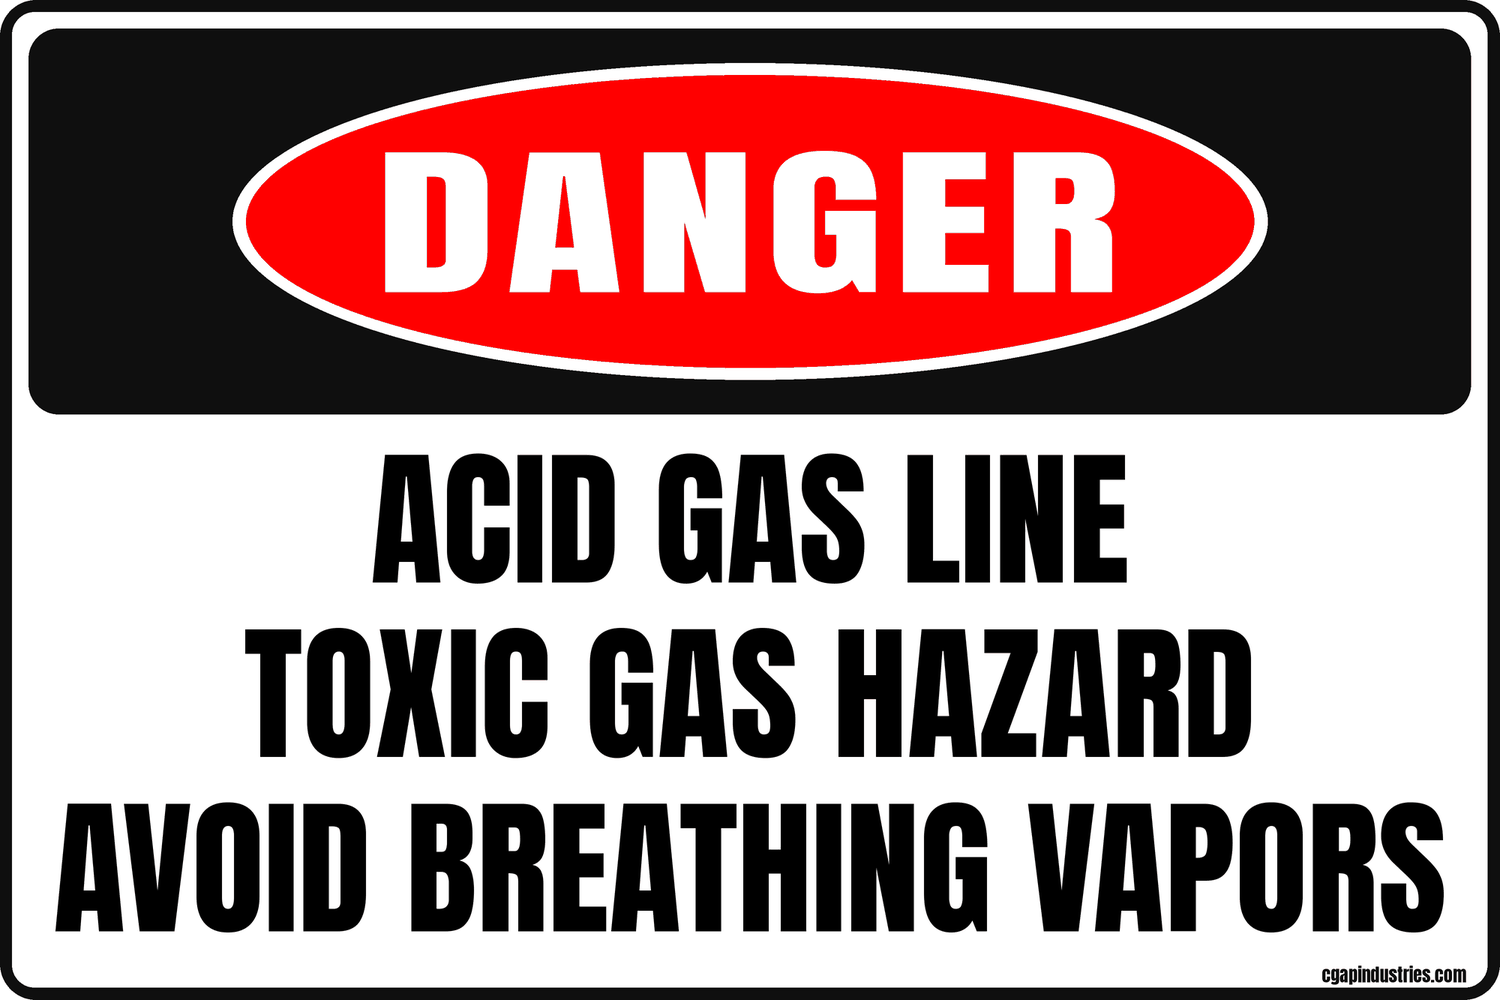 DANGER
ACID GAS LINE
TOXIC GAS HAZARD
AVOID BREATHING VAPORS
cgapindustries.com